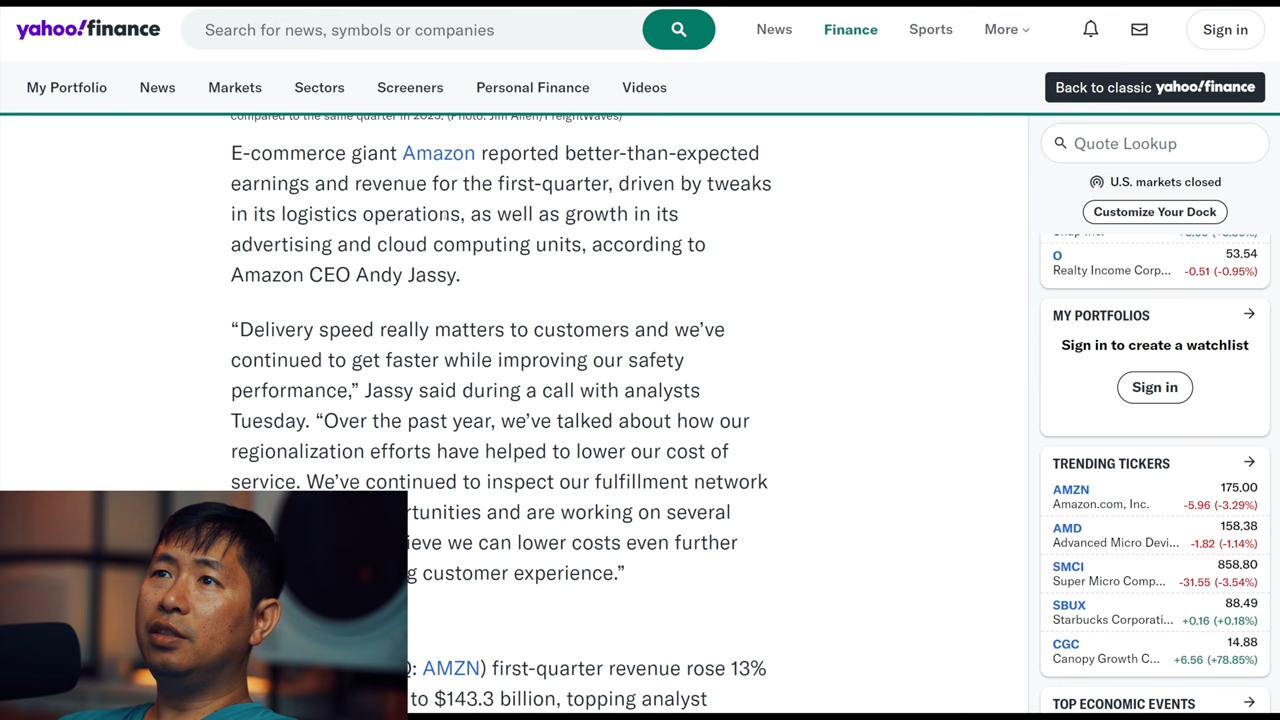 yahoo!finance
Search for news, symbols or companies
News
Finance
Sports
More
Sign in
My Portfolio
News
Markets
Sectors
Screeners
Personal Finance
Videos
Back to classic yahoo!finance
compared to the same quarter in 2023. (Photo: Jim Allen/FreightWaves)
E-commerce giant Amazon reported better-than-expected
earnings and revenue for the first-quarter, driven by tweaks
in its logistics operations, as well as growth in its
advertising and cloud computing units, according to
Amazon CEO Andy Jassy.
“Delivery speed really matters to customers and we’ve
continued to get faster while improving our safety
performance,” Jassy said during a call with analysts
Tuesday. “Over the past year, we’ve talked about how our
regionalization efforts have helped to lower our cost of
service. We’ve continued to inspect our fulfillment network
rtunities and are working on several
ieve we can lower costs even further
g customer experience.”
: AMZN) first-quarter revenue rose 13%
to $143.3 billion, topping analyst
Quote Lookup
U.S. markets closed
Customize Your Dock
O
53.54
Realty Income Corp...
-0.51 (-0.95%)
MY PORTFOLIOS
Sign in to create a watchlist
Sign in
TRENDING TICKERS
AMZN
175.00
Amazon.com, Inc.
-5.96 (-3.29%)
AMD
158.38
Advanced Micro Devi...
-1.82 (-1.14%)
SMCI
858.80
Super Micro Comp...
-31.55 (-3.54%)
SBUX
88.49
Starbucks Corporati...
+0.16 (+0.18%)
CGC
14.88
Canopy Growth C...
+6.56 (+78.85%)
TOP ECONOMIC EVENTS